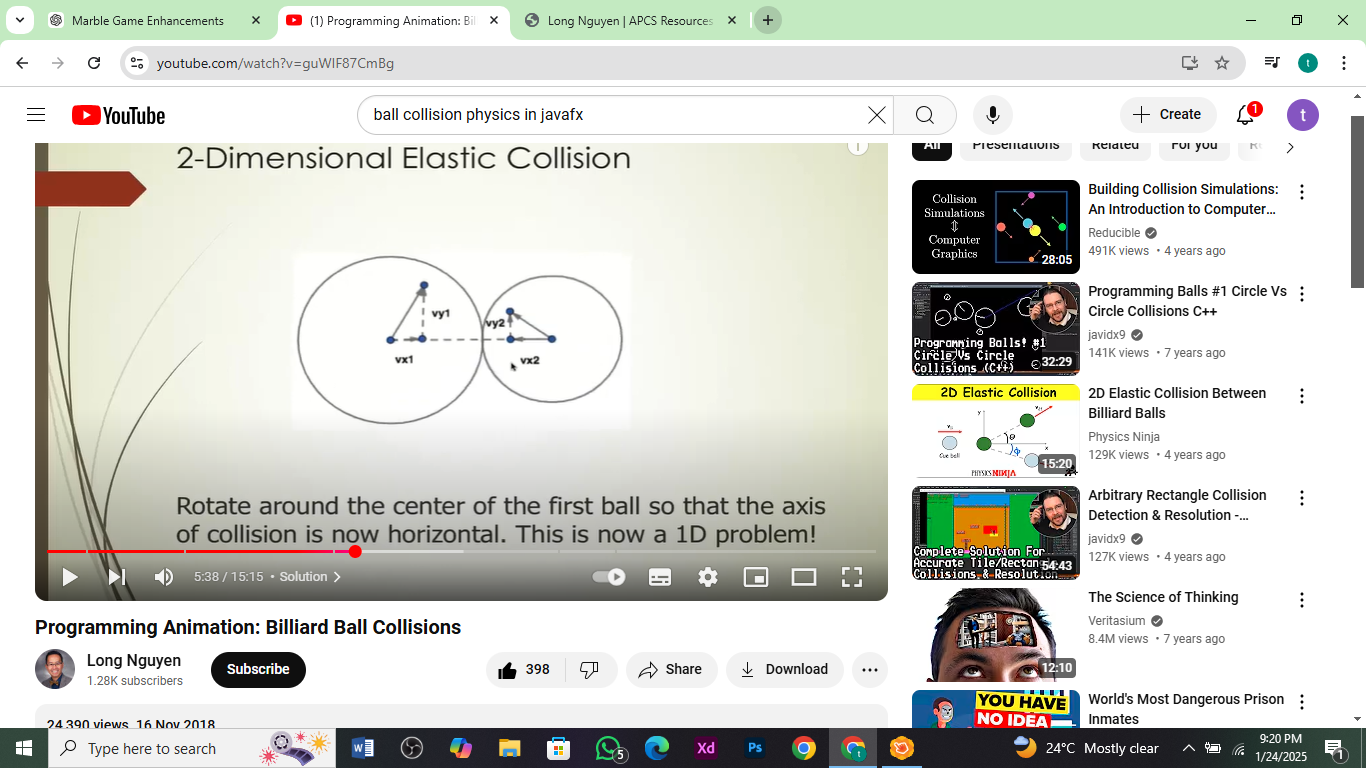 Marble Game Enhancements
(1) Programming Animation: Bil
Long Nguyen | APCS Resources
youtube.com/watch?v=guWlF87CmBg
t
YouTube
ball collision physics in javafx
Create
1
t
2-Dimensional Elastic Collision
vy1
vy2
vx1
vx2
Rotate around the center of the first ball so that the axis
of collision is now horizontal. This is now a 1D problem!
5:38 / 15:15 • Solution
Programming Animation: Billiard Ball Collisions
Long Nguyen
1.28K subscribers
Subscribe
398
Share
Download
24,390 views 16 Nov 2018
All
Presentations
Related
For you
Collision
Simulations
Computer
Graphics
28:05
Building Collision Simulations:
An Introduction to Computer…
Reducible
491K views • 4 years ago
Programming Balls! #1
Circle Vs Circle
Collisions (C++)
32:29
Programming Balls #1 Circle Vs
Circle Collisions C++
javidx9
141K views • 7 years ago
2D Elastic Collision
Cue ball
PHYSICS NINJA
15:20
2D Elastic Collision Between
Billiard Balls
Physics Ninja
129K views • 4 years ago
Complete Solution For
Accurate Tile/Rectan
Collisions & Resolution
54:43
Arbitrary Rectangle Collision
Detection & Resolution -…
javidx9
127K views • 4 years ago
12:10
The Science of Thinking
Veritasium
8.4M views • 7 years ago
YOU HAVE
NO IDEA
World's Most Dangerous Prison
Inmates
Type here to search
5
Xd
Ps
24°C Mostly clear
9:20 PM
1/24/2025
1